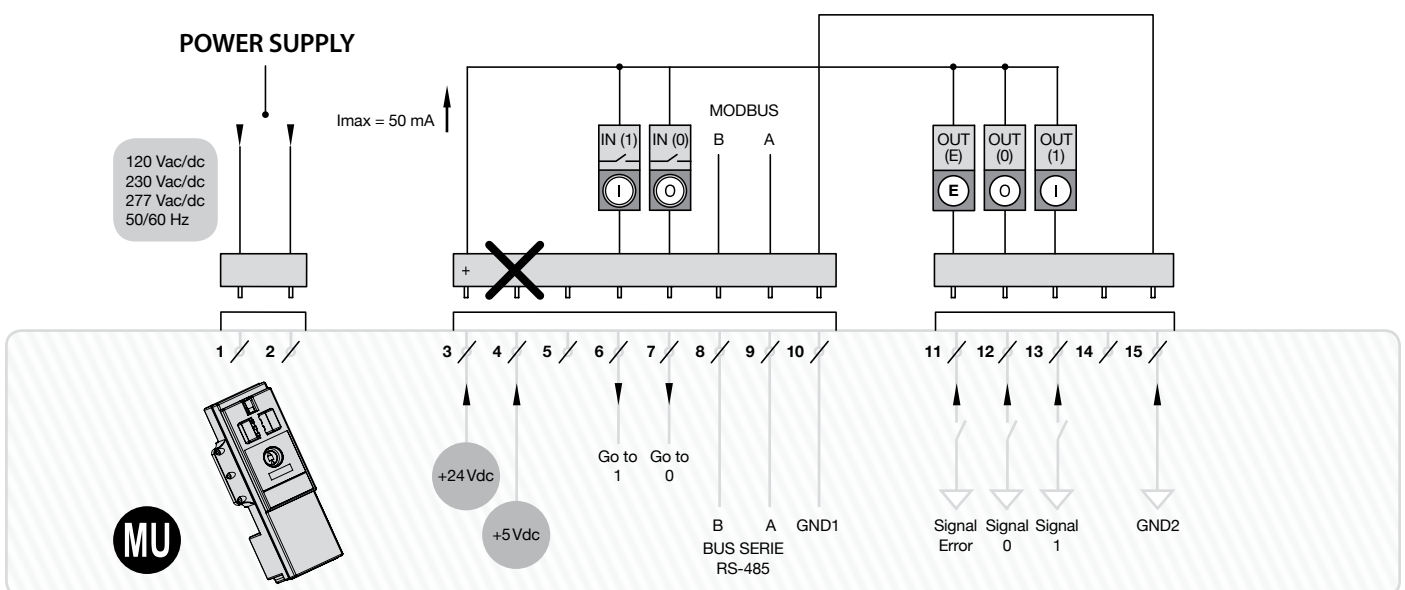 POWER SUPPLY
120 Vac/dc
230 Vac/dc
277 Vac/dc
50/60 Hz
Imax = 50 mA
IN (1)
I
IN (0)
O
MODBUS
B A
OUT
(E)
E
OUT
(0)
O
OUT
(1)
I
+
1 2 3 4 5 6 7 8 9 10 11 12 13 14 15
+24Vdc
+5Vdc
Go to
1
Go to
0
B A GND1
BUS SERIE
RS-485
Signal
Error
Signal
0
Signal
1
GND2
MU